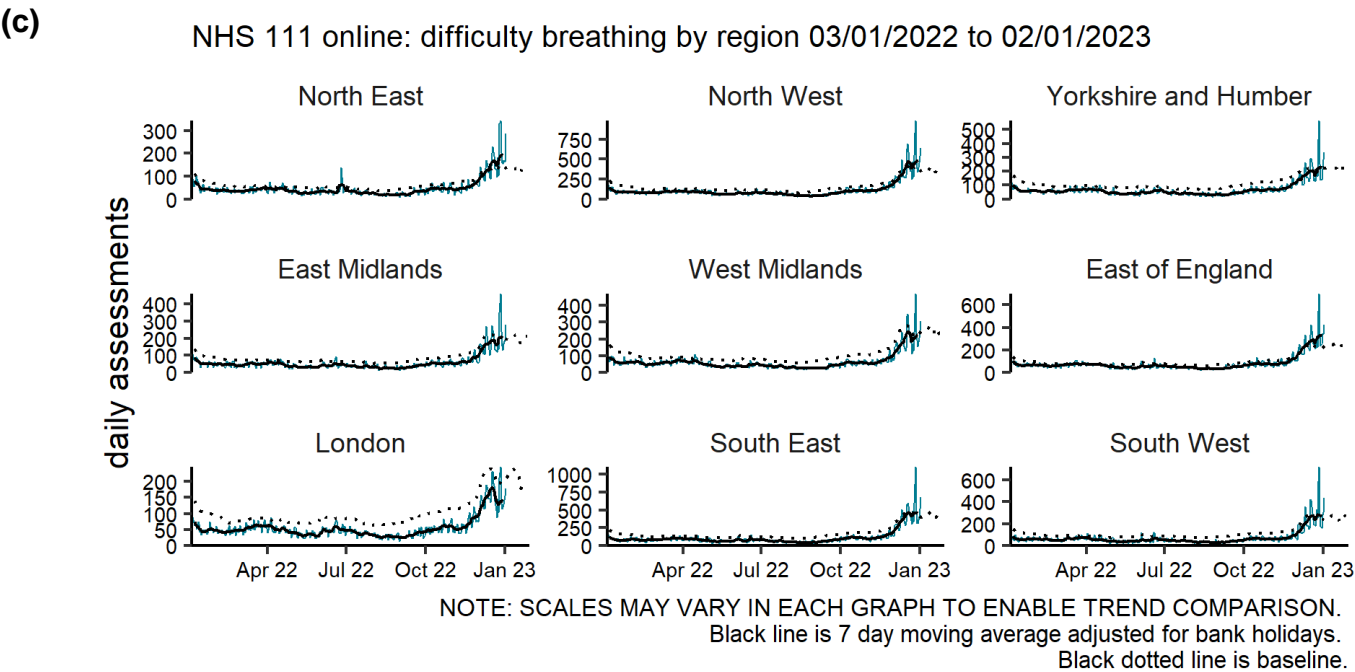 (c)
NHS 111 online: difficulty breathing by region 03/01/2022 to 02/01/2023
daily assessments
North East
300
200
100
0
North West
750
500
250
0
Yorkshire and Humber
500
400
300
200
100
0
East Midlands
400
300
200
100
0
West Midlands
400
300
200
100
0
East of England
600
400
200
0
London
200
150
100
50
0
Apr 22 Jul 22 Oct 22 Jan 23
South East
1000
750
500
250
0
Apr 22 Jul 22 Oct 22 Jan 23
South West
600
400
200
0
Apr 22 Jul 22 Oct 22 Jan 23
NOTE: SCALES MAY VARY IN EACH GRAPH TO ENABLE TREND COMPARISON.
Black line is 7 day moving average adjusted for bank holidays.
Black dotted line is baseline.